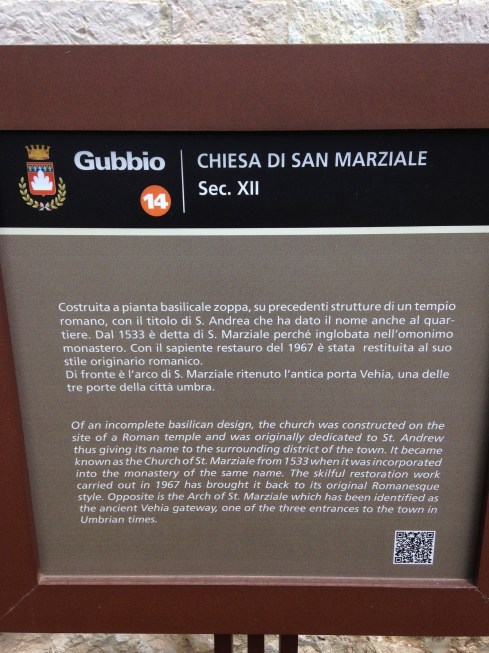 Gubbio
14
CHIESA DI SAN MARZIALE
Sec. XII
Costruita a pianta basilicale zoppa, su precedenti strutture di un tempio
romano, con il titolo di S. Andrea che ha dato il nome anche al quar-
tiere. Dal 1533 è detta di S. Marziale perché inglobata nell'omonimo
monastero. Con il sapiente restauro del 1967 è stata restituita al suo
stile originario romanico.
Di fronte è l'arco di S. Marziale ritenuto l'antica porta Vehia, una delle
tre porte della città umbra.
Of an incomplete basilican design, the church was constructed on the
site of a Roman temple and was originally dedicated to St. Andrew
thus giving its name to the surrounding district of the town. It became
known as the Church of St. Marziale from 1533 when it was incorporated
into the monastery of the same name. The skilful restoration work
carried out in 1967 has brought it back to its original Romanesque
style. Opposite is the Arch of St. Marziale which has been identified as
the ancient Vehia gateway, one of the three entrances to the town in
Umbrian times.